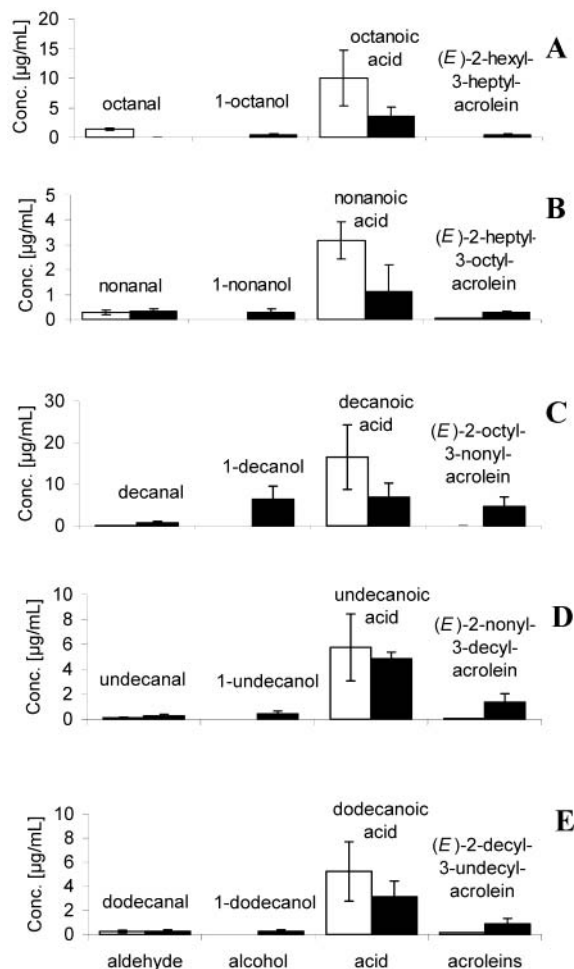 A
Conc. [µg/mL]
20
15
10
5
0
octanal
1-octanol
octanoic
acid
(E)-2-hexyl-
3-heptyl-
acrolein
B
Conc. [µg/mL]
5
4
3
2
1
0
nonanal
1-nonanol
nonanoic
acid
(E)-2-heptyl-
3-octyl-
acrolein
C
Conc. [µg/mL]
30
20
10
0
decanal
1-decanol
decanoic
acid
(E)-2-octyl-
3-nonyl-
acrolein
D
Conc. [µg/mL]
10
8
6
4
2
0
undecanal
1-undecanol
undecanoic
acid
(E)-2-nonyl-
3-decyl-
acrolein
E
Conc. [µg/mL]
10
8
6
4
2
0
dodecanal
1-dodecanol
dodecanoic
acid
(E)-2-decyl-
3-undecyl-
acrolein
aldehyde alcohol acid acroleins